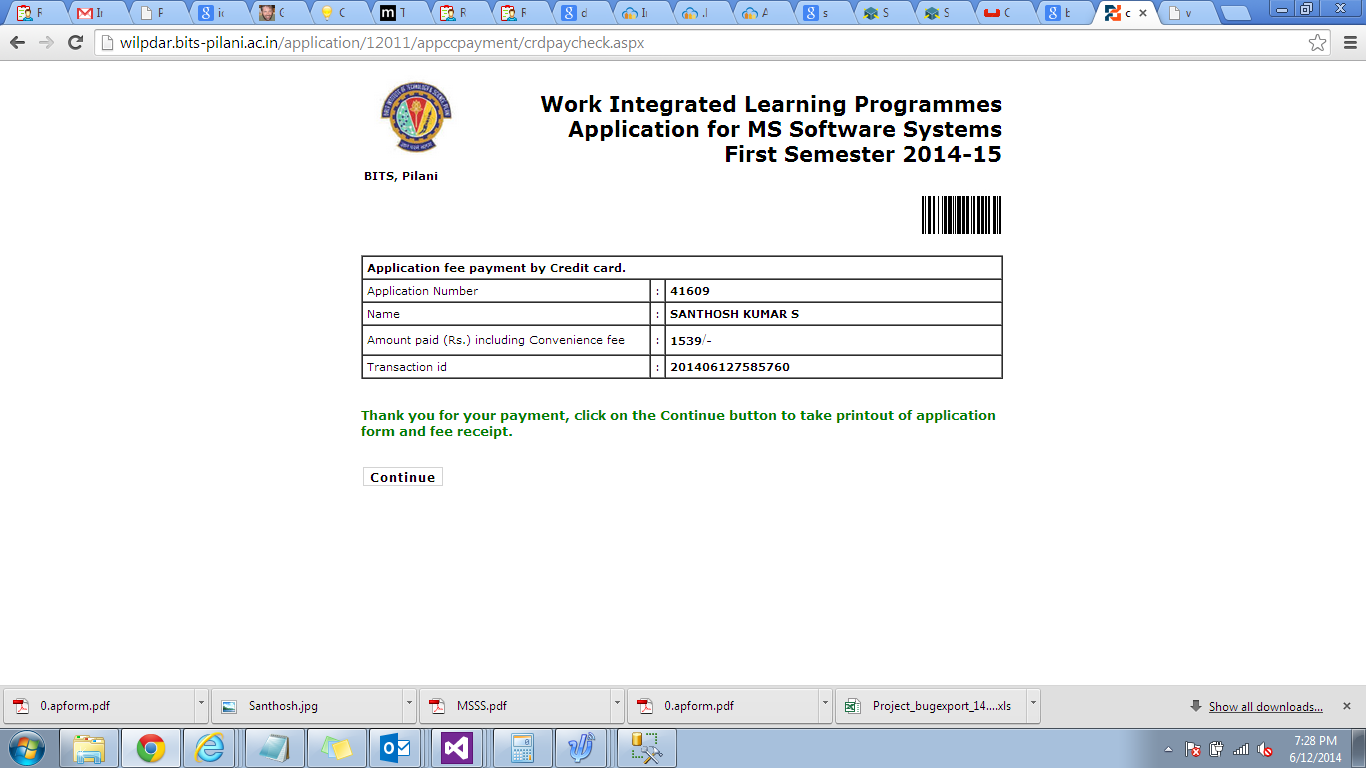 F
In
F
ic
C
C
T
R
R
d
In
.I
A
s
S
S
C
b
c
v
wilpdar.bits-pilani.ac.in/application/12011/appccpayment/crdpaycheck.aspx
Work Integrated Learning Programmes
Application for MS Software Systems
First Semester 2014-15
BITS, Pilani
Application fee payment by Credit card.
Application Number : 41609
Name : SANTHOSH KUMAR S
Amount paid (Rs.) including Convenience fee : 1539/-
Transaction id : 201406127585760
Thank you for your payment, click on the Continue button to take printout of application
form and fee receipt.
Continue
0.apform.pdf
Santhosh.jpg
MSSS.pdf
0.apform.pdf
Project_bugexport_14....xls
Show all downloads...
7:28 PM
6/12/2014